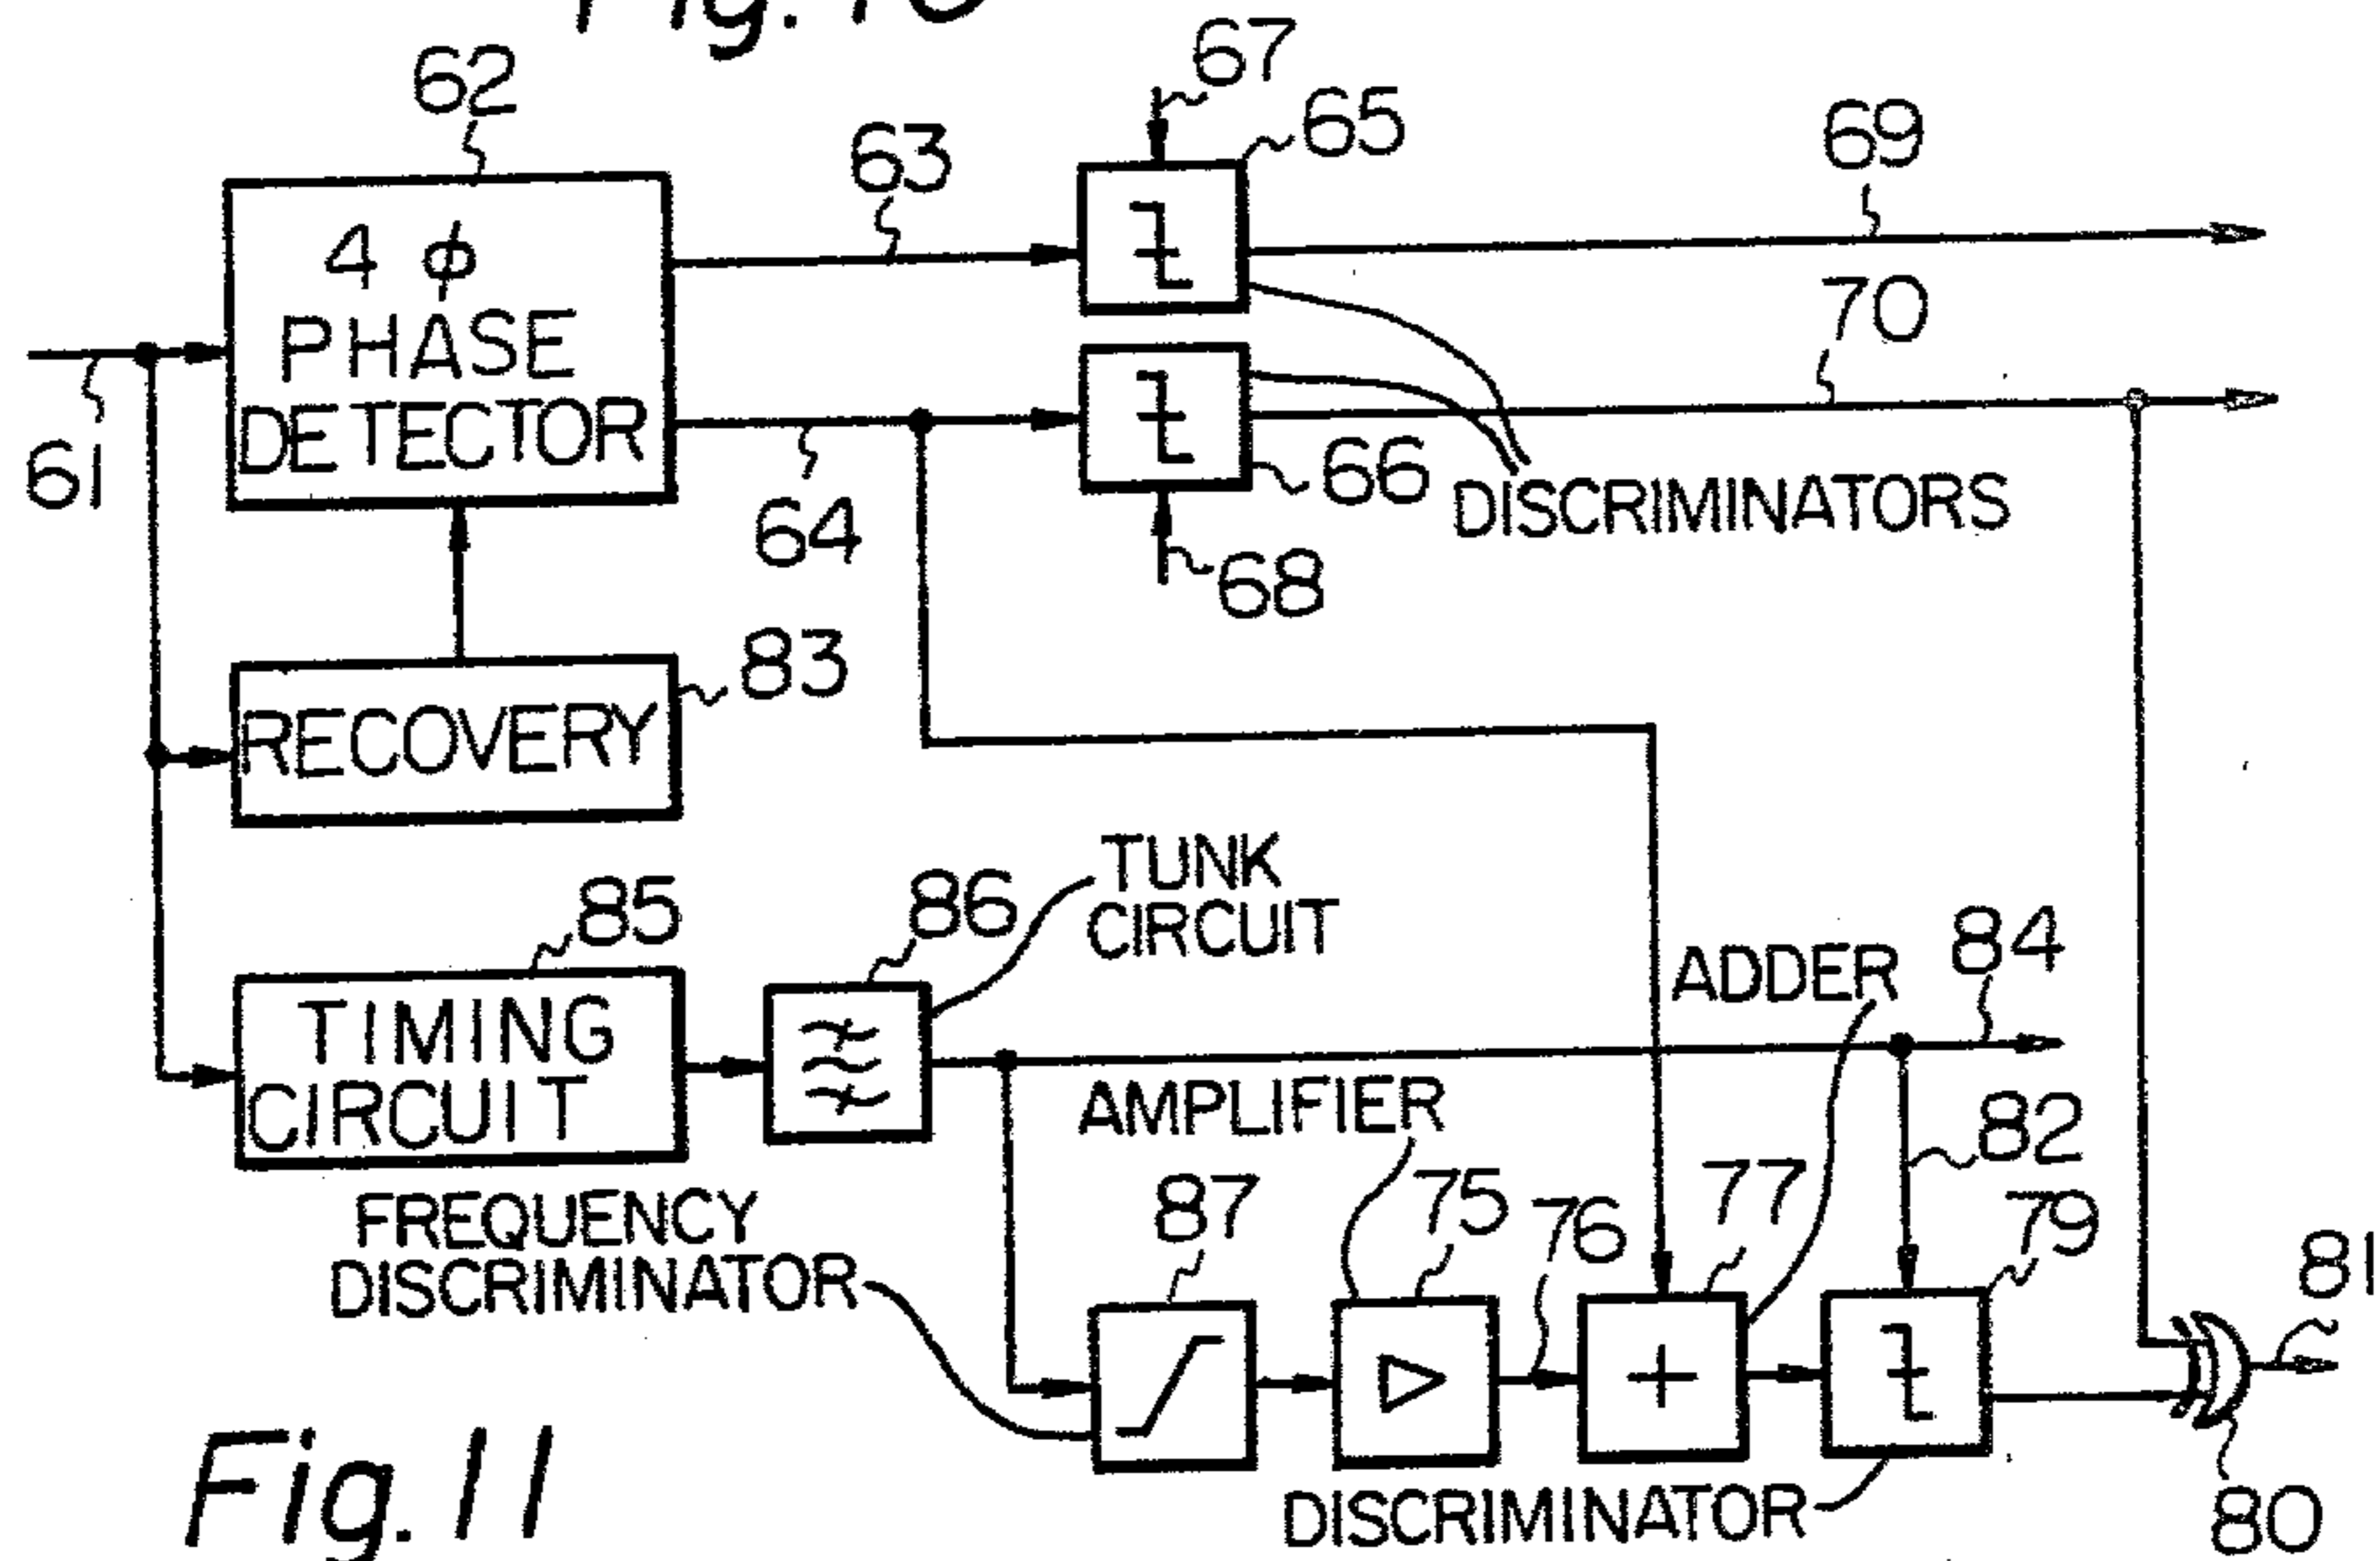 Fig. 10
62
67
65
63
69
4 ϕ
PHASE
DETECTOR
70
61
64
66
DISCRIMINATORS
68
83
RECOVERY
TUNK
CIRCUIT
85
86
ADDER
84
TIMING
CIRCUIT
AMPLIFIER
82
FREQUENCY
DISCRIMINATOR
87
75
76
77
79
81
+
Fig. 11
DISCRIMINATOR
80